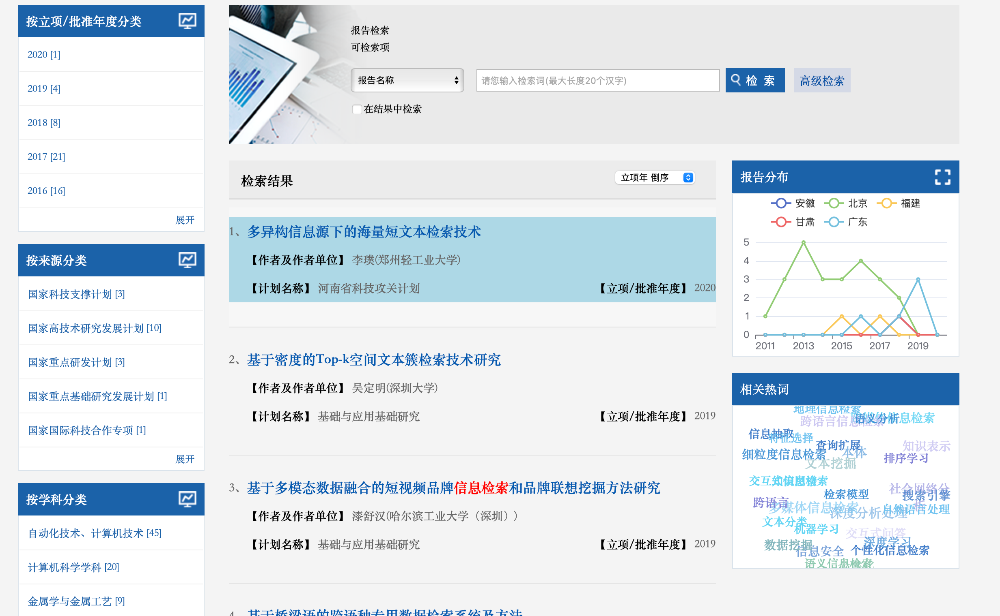 按立项/批准年度分类
2020 [1]
2019 [4]
2018 [8]
2017 [21]
2016 [16]
展开
按来源分类
国家科技支撑计划 [3]
国家高技术研究发展计划 [10]
国家重点研发计划 [3]
国家重点基础研究发展计划 [1]
国家国际科技合作专项 [1]
展开
按学科分类
自动化技术、计算机技术 [45]
计算机科学学科 [20]
金属学与金属工艺 [9]
报告检索
可检索项
报告名称
请您输入检索词(最大长度20个汉字)
检 索
高级检索
在结果中检索
检索结果
立项年 倒序
1、多异构信息源下的海量短文本检索技术
【作者及作者单位】 李璞(郑州轻工业大学)
【计划名称】 河南省科技攻关计划
【立项/批准年度】 2020
2、基于密度的Top-k空间文本簇检索技术研究
【作者及作者单位】 吴定明(深圳大学)
【计划名称】 基础与应用基础研究
【立项/批准年度】 2019
3、基于多模态数据融合的短视频品牌信息检索和品牌联想挖掘方法研究
【作者及作者单位】 漆舒汉(哈尔滨工业大学（深圳）)
【计划名称】 基础与应用基础研究
【立项/批准年度】 2019
4、基于桥梁语的跨语种专用数据检索系统及方法
报告分布
安徽 北京 福建
甘肃 广东
5
4
3
2
1
0
2011 2013 2015 2017 2019
相关热词
地理信息检索
跨语言信息检索
语义分析
信息检索
信息抽取
特征选择
查询扩展
知识表示
细粒度信息检索
本体
排序学习
文本挖掘
交互式信息检索
社会网络分析
检索模型
搜索引擎
跨语言
多媒体信息检索
深度分析处理
自然语言处理
文本分类
机器学习
交互式问答
深度学习
数据挖掘
信息安全
个性化信息检索
语义信息检索